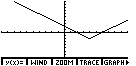 y(x)= WIND ZOOM TRACE GRAPH